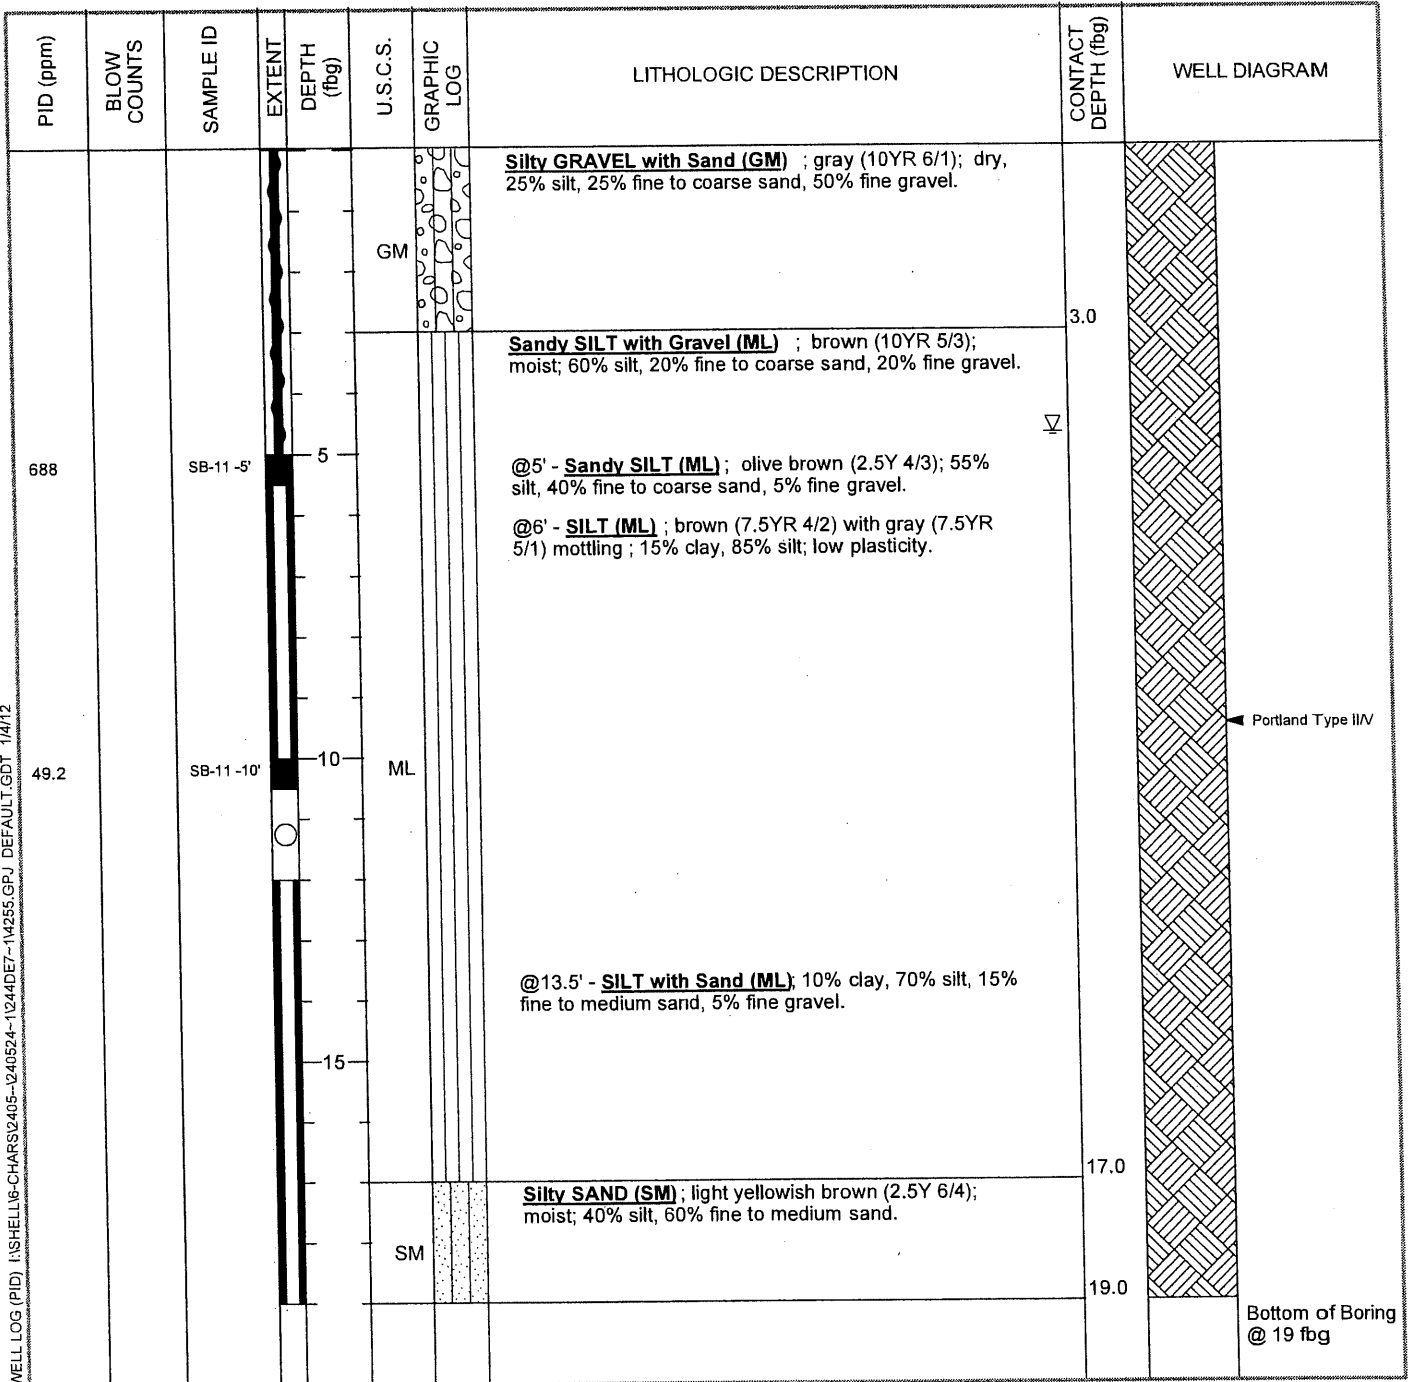 PID (ppm)
BLOW
COUNTS
SAMPLE ID
EXTENT
DEPTH
(fbg)
U.S.C.S.
GRAPHIC
LOG
LITHOLOGIC DESCRIPTION
CONTACT
DEPTH (fbg)
WELL DIAGRAM
Silty GRAVEL with Sand (GM) ; gray (10YR 6/1); dry,
25% silt, 25% fine to coarse sand, 50% fine gravel.
GM
3.0
Sandy SILT with Gravel (ML) ; brown (10YR 5/3);
moist; 60% silt, 20% fine to coarse sand, 20% fine gravel.
688
SB-11 -5'
5
@5' - Sandy SILT (ML) ; olive brown (2.5Y 4/3); 55%
silt, 40% fine to coarse sand, 5% fine gravel.
@6' - SILT (ML) ; brown (7.5YR 4/2) with gray (7.5YR
5/1) mottling ; 15% clay, 85% silt; low plasticity.
Portland Type II/V
49.2
SB-11 -10'
10
ML
@13.5' - SILT with Sand (ML); 10% clay, 70% silt, 15%
fine to medium sand, 5% fine gravel.
15
17.0
Silty SAND (SM) ; light yellowish brown (2.5Y 6/4);
moist; 40% silt, 60% fine to medium sand.
SM
19.0
Bottom of Boring
@ 19 fbg
WELL LOG (PID) I:\SHELL\6-CHARS\2405--\240524~1\244DE7~1\4255.GPJ DEFAULT.GDT 1/4/12